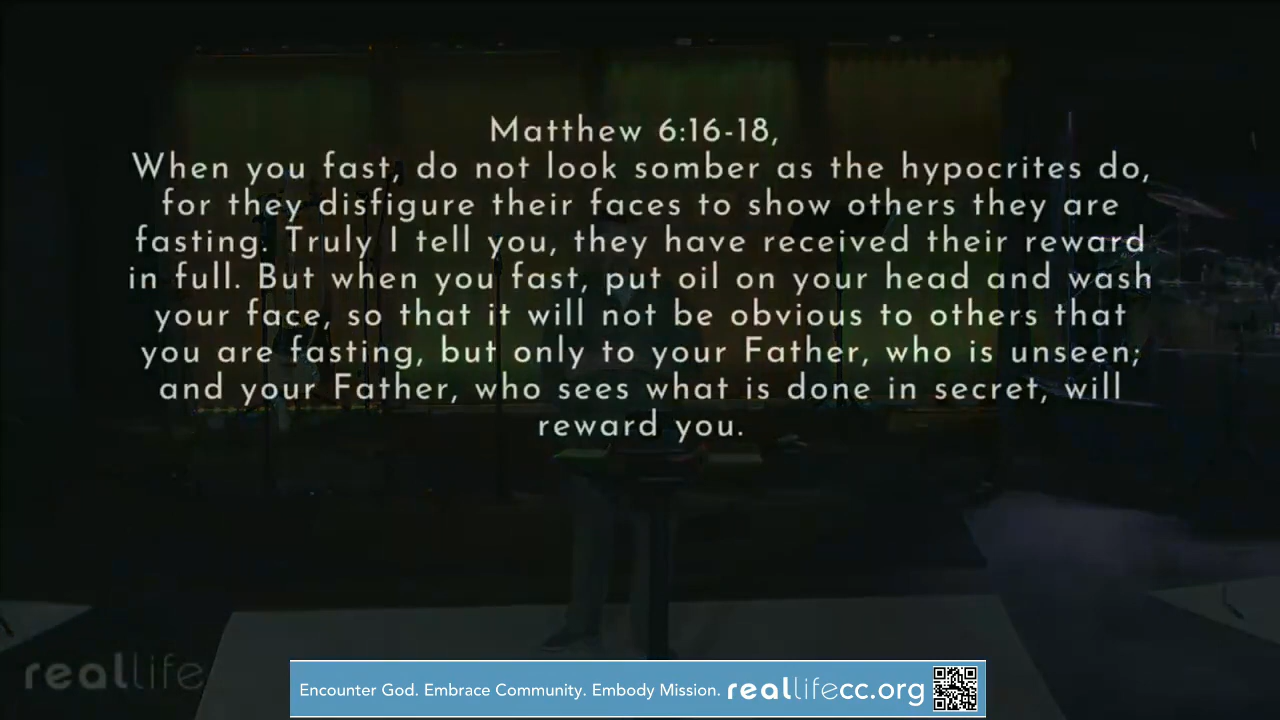 Matthew 6:16-18,
When you fast, do not look somber as the hypocrites do,
for they disfigure their faces to show others they are
fasting. Truly I tell you, they have received their reward
in full. But when you fast, put oil on your head and wash
your face, so that it will not be obvious to others that
you are fasting, but only to your Father, who is unseen;
and your Father, who sees what is done in secret, will
reward you.
reallife
Encounter God. Embrace Community. Embody Mission. reallifecc.org